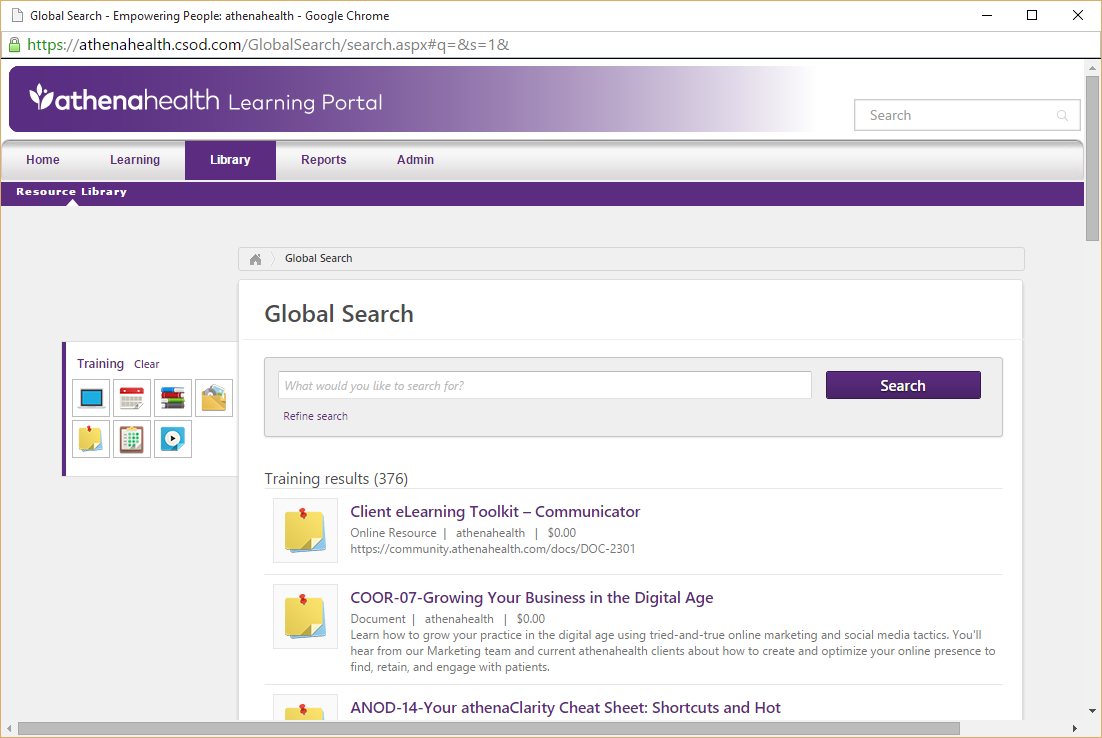 Global Search - Empowering People: athenahealth - Google Chrome
https://athenahealth.csod.com/GlobalSearch/search.aspx#q=&s=1&
athenahealth Learning Portal
Search
Home Learning Library Reports Admin
Resource Library
Global Search
Global Search
Training Clear
What would you like to search for?
Search
Refine search
Training results (376)
Client eLearning Toolkit – Communicator
Online Resource | athenahealth | $0.00
https://community.athenahealth.com/docs/DOC-2301
COOR-07-Growing Your Business in the Digital Age
Document | athenahealth | $0.00
Learn how to grow your practice in the digital age using tried-and-true online marketing and social media tactics. You'll
hear from our Marketing team and current athenahealth clients about how to create and optimize your online presence to
find, retain, and engage with patients.
ANOD-14-Your athenaClarity Cheat Sheet: Shortcuts and Hot